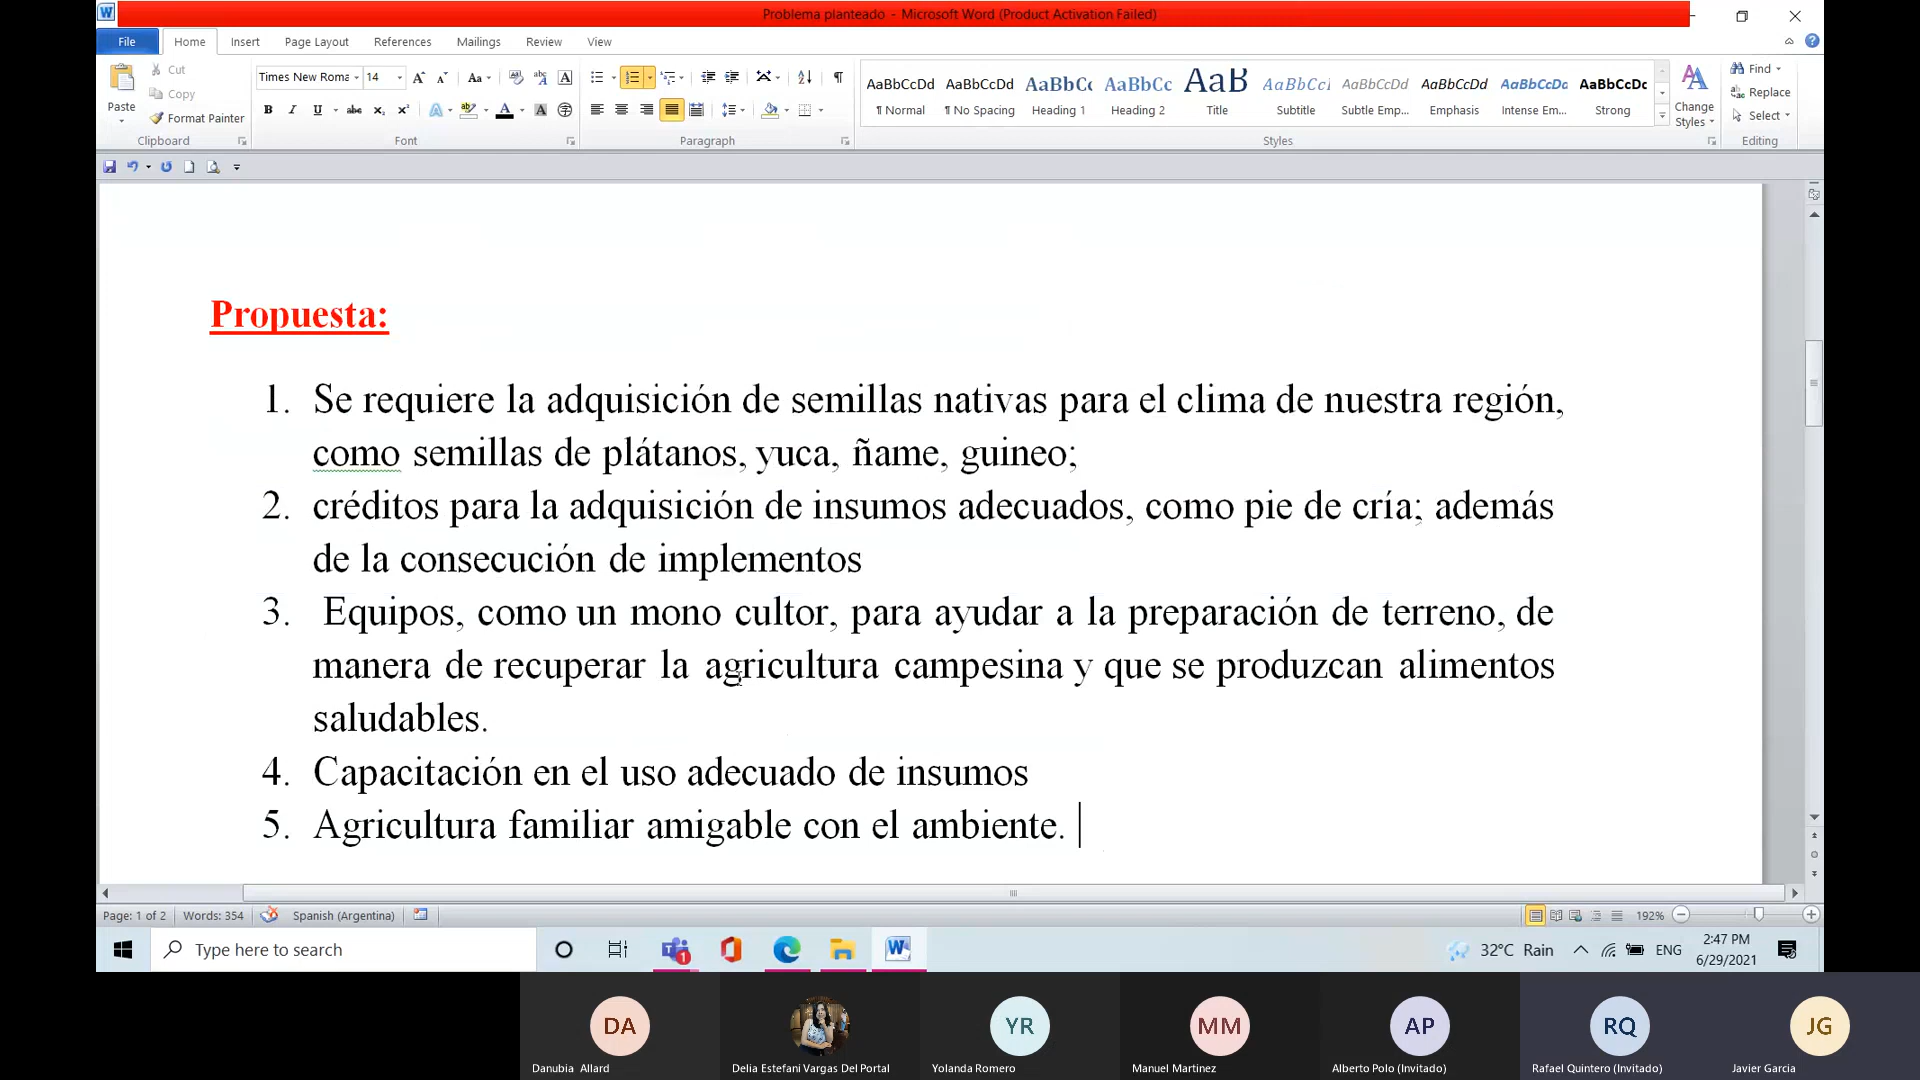 Problema planteado - Microsoft Word (Product Activation Failed)
File Home Insert Page Layout References Mailings Review View
Paste
Cut
Copy
Format Painter
Clipboard
Times New Roma 14
Font
Paragraph
AaBbCcDd AaBbCcDd AaBbCc AaBbCc AaB AaBbCcI AaBbCcDd AaBbCcDd AaBbCcDc AaBbCcDc
¶ Normal ¶ No Spacing Heading 1 Heading 2 Title Subtitle Subtle Emp... Emphasis Intense Em... Strong
Styles
Change
Styles
Find
Replace
Select
Editing
Propuesta:
1. Se requiere la adquisición de semillas nativas para el clima de nuestra región,
como semillas de plátanos, yuca, ñame, guineo;
2. créditos para la adquisición de insumos adecuados, como pie de cría; además
de la consecución de implementos
3. Equipos, como un mono cultor, para ayudar a la preparación de terreno, de
manera de recuperar la agricultura campesina y que se produzcan alimentos
saludables.
4. Capacitación en el uso adecuado de insumos
5. Agricultura familiar amigable con el ambiente.
Page: 1 of 2 Words: 354 Spanish (Argentina) 192%
Type here to search 1 32°C Rain ENG 2:47 PM
6/29/2021
DA YR MM AP RQ JG
Danubia Allard Delia Estefani Vargas Del Portal Yolanda Romero Manuel Martinez Alberto Polo (Invitado) Rafael Quintero (Invitado) Javier Garcia